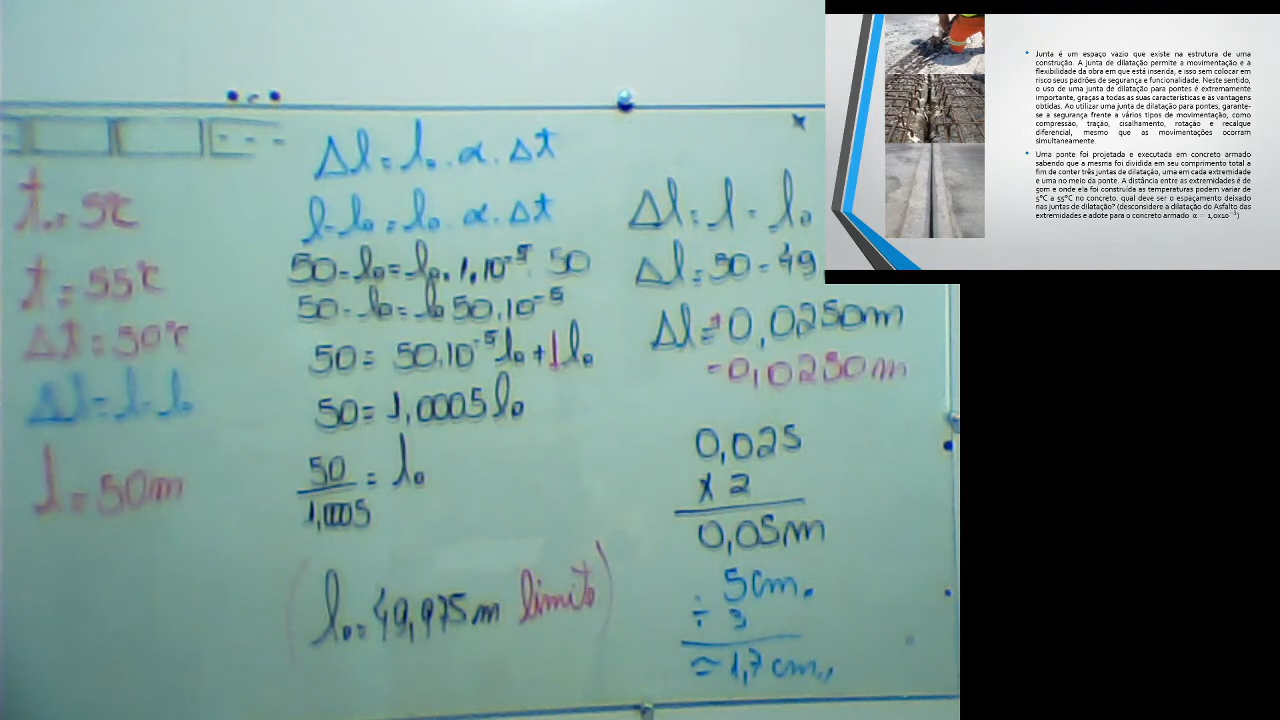 Δl = l₀ . α . Δt
t₀ = 5°C
l - l₀ = l₀ . α . Δt
t = 55°C
50 - l₀ = l₀ . 1.10⁻⁵ 50
Δt = 50°C
50 - l₀ = l₀ 50.10⁻⁵
Δl = l - l₀
50 = 50.10⁻⁵ l₀ + 1l₀
l = 50m
50 = 1,0005 l₀
50
1,0005 = l₀
(l₀ = 49,975m limite)
Δl = l - l₀
Δl = 50 - 49
Δl = 0,0250m
= 0,0250m
0,025
x 2
0,05m
5cm.
÷ 3
≈ 1,7 cm
• Junta é um espaço vazio que existe na estrutura de uma
construção. A junta de dilatação permite a movimentação e a
flexibilidade da obra em que está inserida, e isso sem colocar em
risco seus padrões de segurança e funcionalidade. Neste sentido,
o uso de uma junta de dilatação para pontes é extremamente
importante, graças a todas as suas características e às vantagens
obtidas. Ao utilizar uma junta de dilatação para pontes, garante-
se a segurança frente a vários tipos de movimentação, como
compressão, tração, cisalhamento, rotação e recalque
diferencial, mesmo que as movimentações ocorram
simultaneamente.
• Uma ponte foi projetada e executada em concreto armado
sabendo que a mesma foi dividida em seu comprimento total a
fim de conter três juntas de dilatação, uma em cada extremidade
e uma no meio da ponte. A distância entre as extremidades é de
50m e onde ela foi construída as temperaturas podem variar de
5°C a 55°C no concreto. qual deve ser o espaçamento deixado
nas juntas de dilatação? (desconsidere a dilatação do Asfalto das
extremidades e adote para o concreto armado α = 1,0x10⁻⁵)